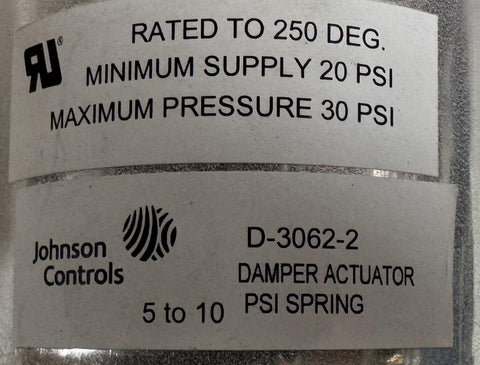 RATED TO 250 DEG.
MINIMUM SUPPLY 20 PSI
MAXIMUM PRESSURE 30 PSI
Johnson Controls
D-3062-2
DAMPER ACTUATOR
5 to 10 PSI SPRING